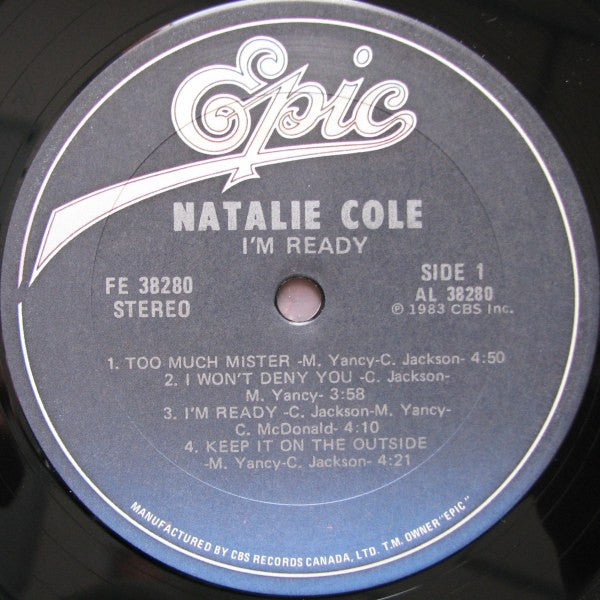 Epic
NATALIE COLE
I'M READY
FE 38280
STEREO
SIDE 1
AL 38280
℗ 1983 CBS Inc.
1. TOO MUCH MISTER -M. Yancy-C. Jackson- 4:50
2. I WON'T DENY YOU -C. Jackson-
M. Yancy- 3:58
3. I'M READY -C. Jackson-M. Yancy-
C. McDonald- 4:10
4. KEEP IT ON THE OUTSIDE
-M. Yancy-C. Jackson- 4:21
MANUFACTURED BY CBS RECORDS CANADA, LTD. T.M. OWNER "EPIC"